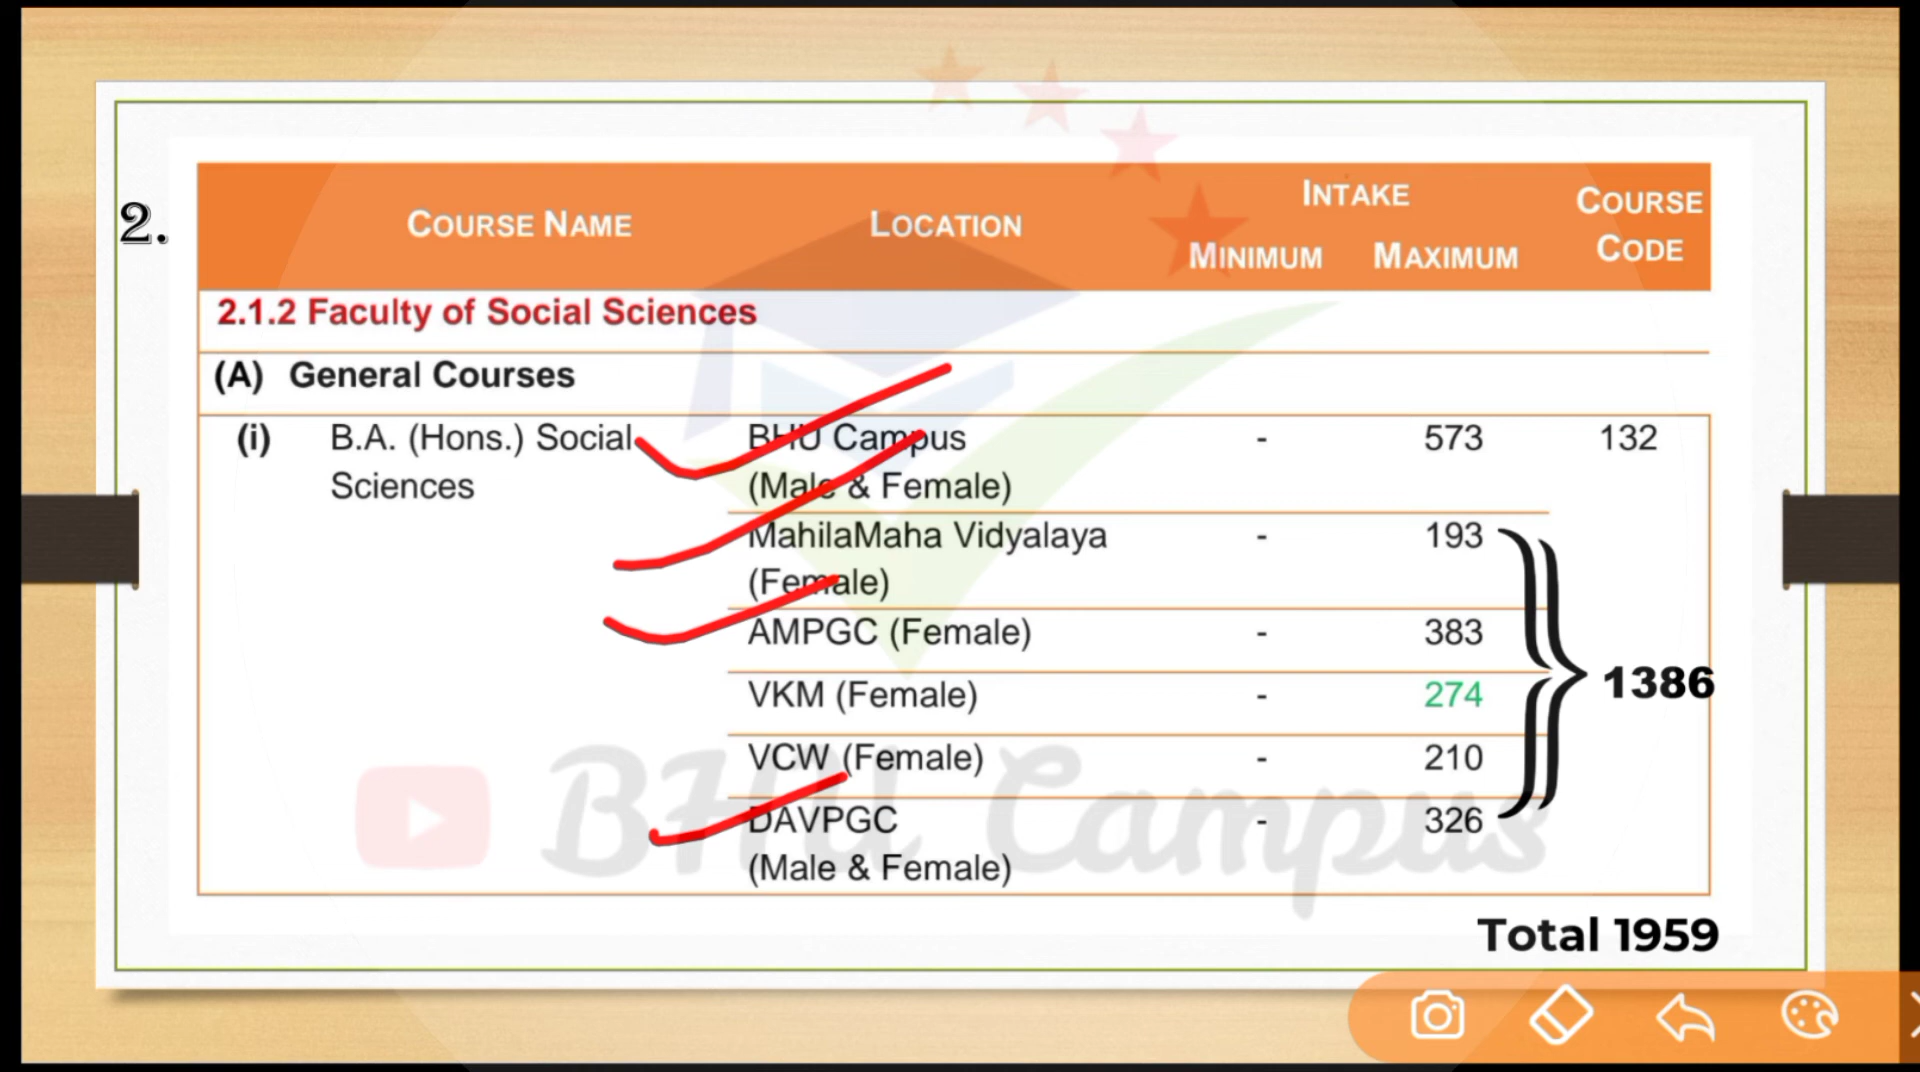 2.
COURSE NAME LOCATION INTAKE MINIMUM MAXIMUM COURSE CODE
2.1.2 Faculty of Social Sciences
(A) General Courses
(i) B.A. (Hons.) Social BHU Campus - 573 132
Sciences (Male & Female)
MahilaMaha Vidyalaya - 193
(Female)
AMPGC (Female) - 383
1386
VKM (Female) - 274
VCW (Female) - 210
DAVPGC - 326
(Male & Female)
BHU Campus
Total 1959